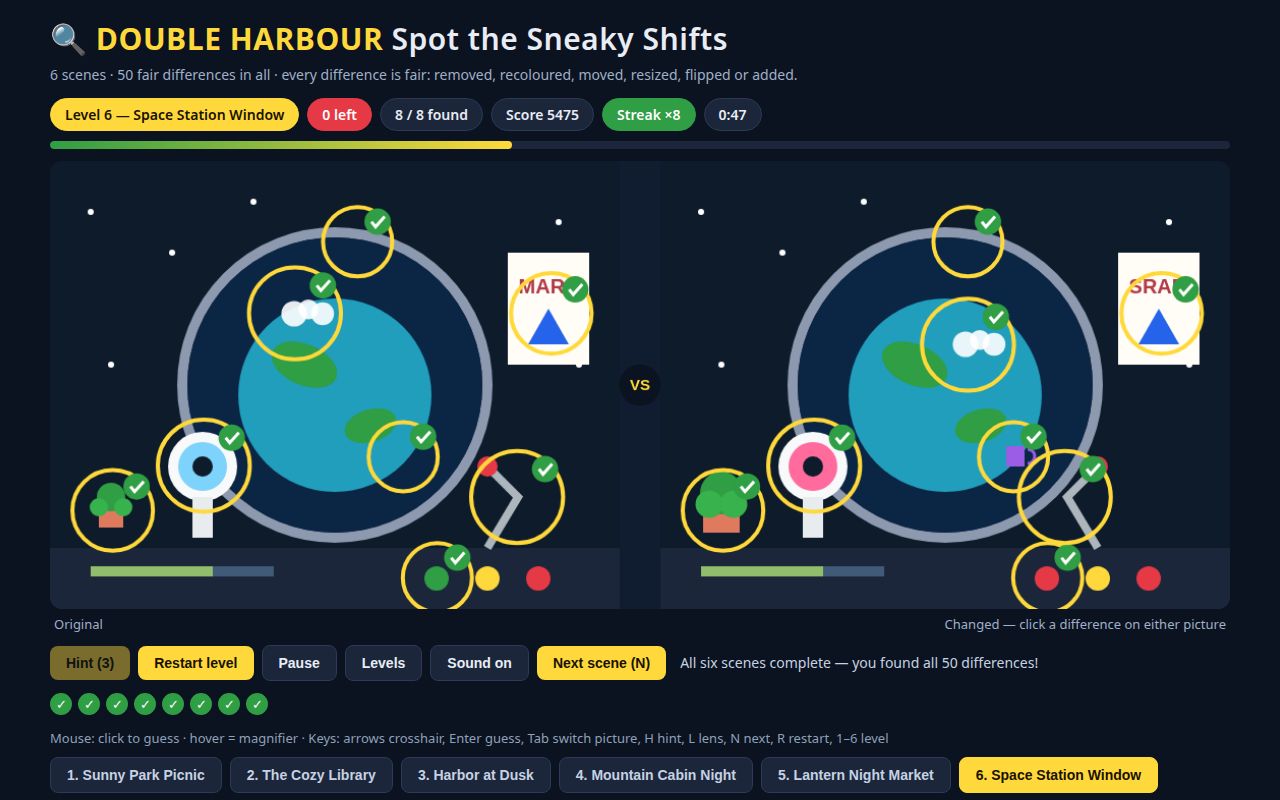 DOUBLE HARBOUR Spot the Sneaky Shifts
6 scenes · 50 fair differences in all · every difference is fair: removed, recoloured, moved, resized, flipped or added.
Level 6 — Space Station Window
0 left
8 / 8 found
Score 5475
Streak ×8
0:47
VS
Original
Changed — click a difference on either picture
Hint (3)
Restart level
Pause
Levels
Sound on
Next scene (N)
All six scenes complete — you found all 50 differences!
Mouse: click to guess · hover = magnifier · Keys: arrows crosshair, Enter guess, Tab switch picture, H hint, L lens, N next, R restart, 1–6 level
1. Sunny Park Picnic
2. The Cozy Library
3. Harbor at Dusk
4. Mountain Cabin Night
5. Lantern Night Market
6. Space Station Window